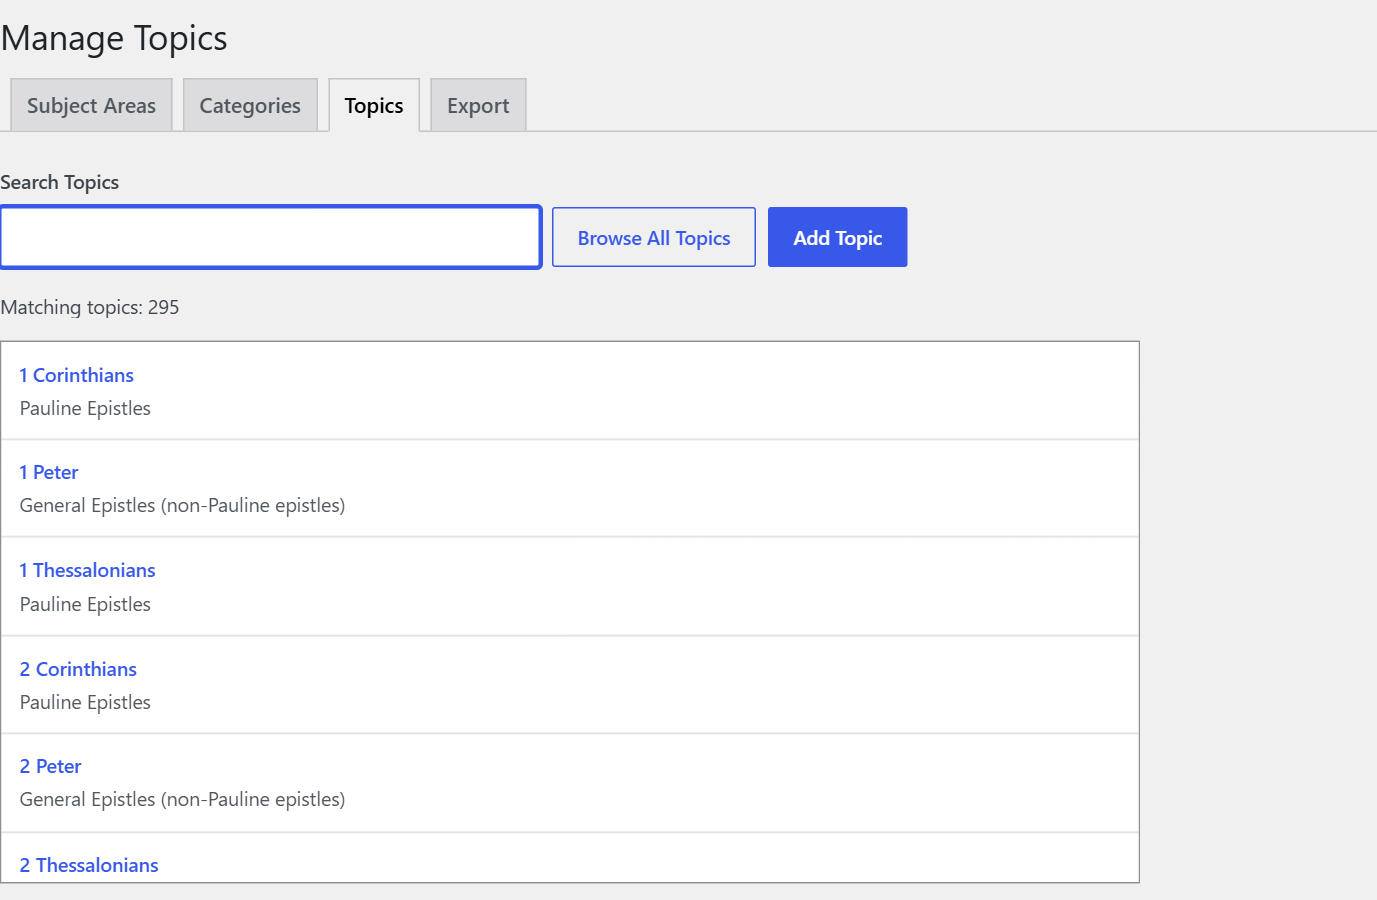 Manage Topics
Subject Areas Categories Topics Export
Search Topics
Browse All Topics Add Topic
Matching topics: 295
1 Corinthians
Pauline Epistles
1 Peter
General Epistles (non-Pauline epistles)
1 Thessalonians
Pauline Epistles
2 Corinthians
Pauline Epistles
2 Peter
General Epistles (non-Pauline epistles)
2 Thessalonians